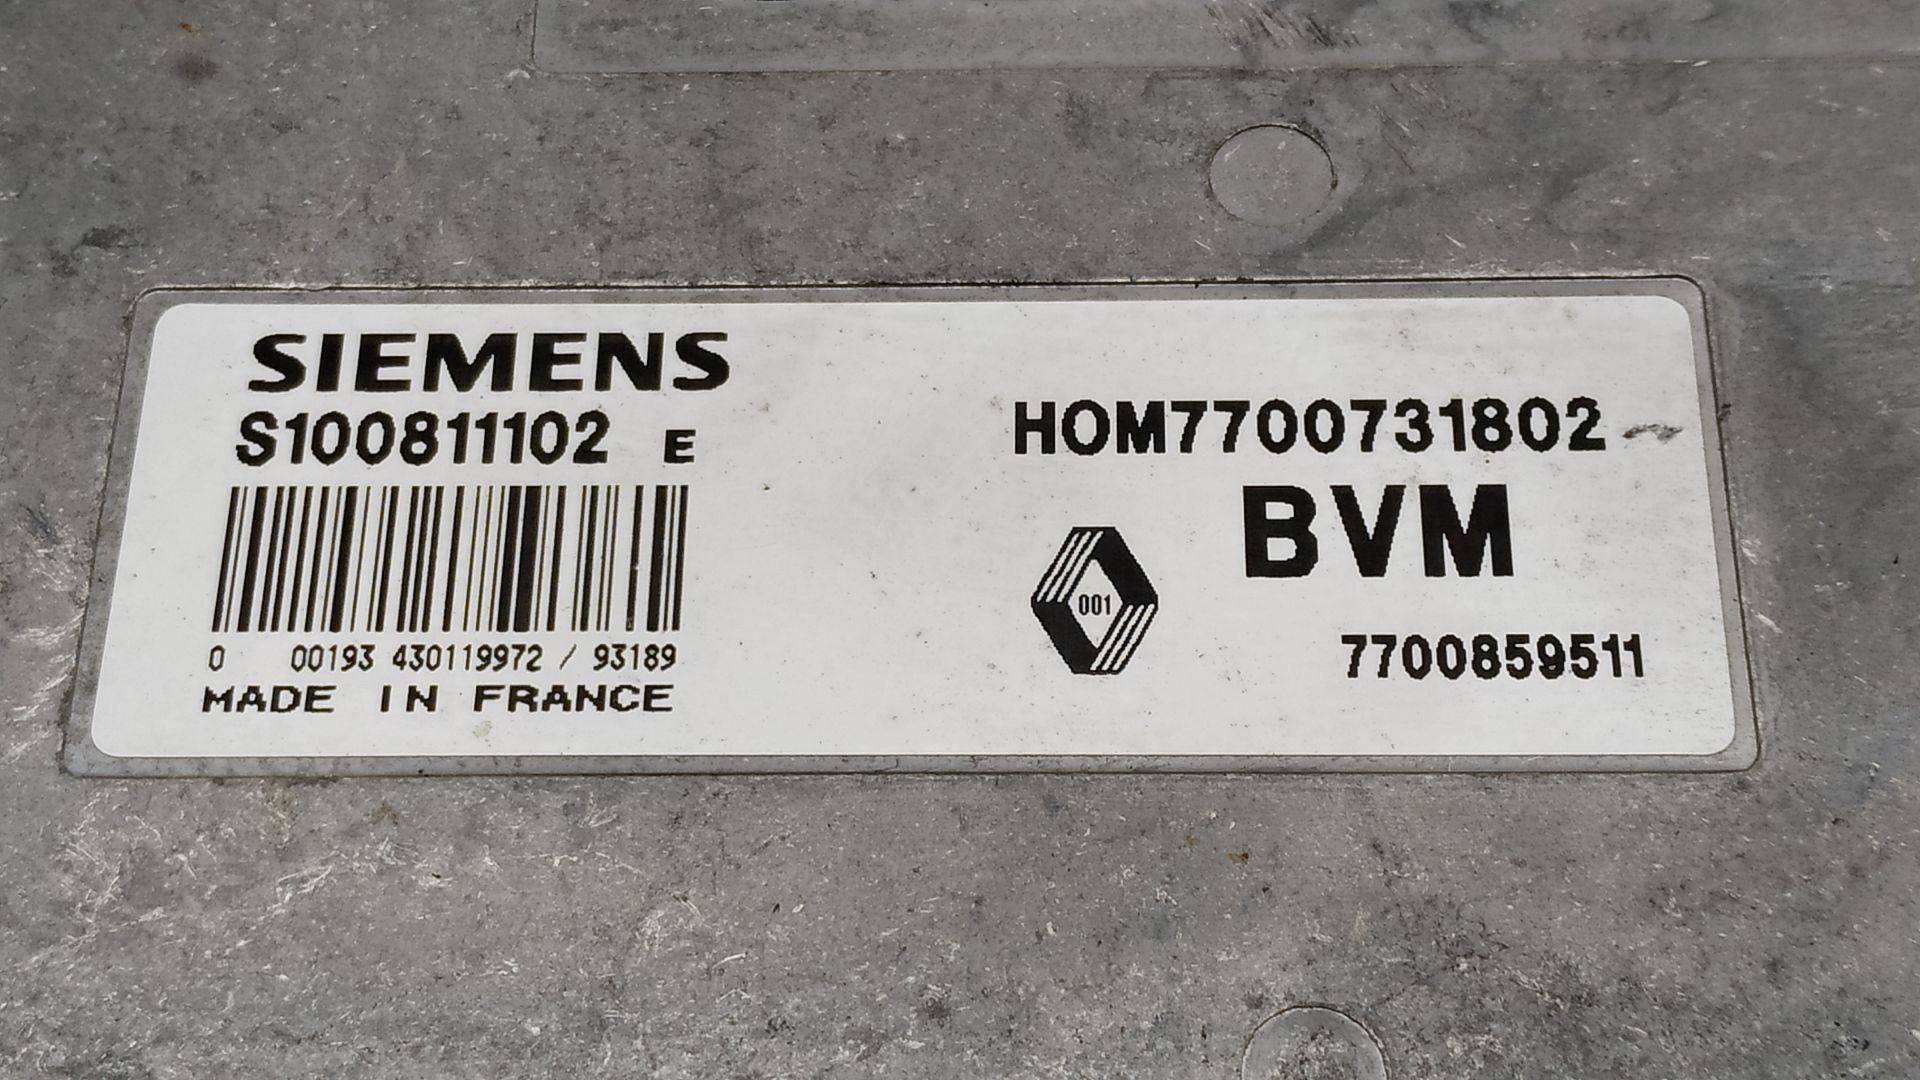 SIEMENS
S100811102 E
0 00193 430119972 / 93189
MADE IN FRANCE
HOM7700731802
BVM
001
7700859511